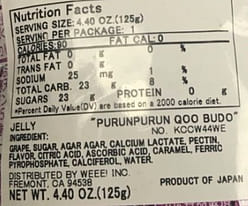 Nutrition Facts
SERVING SIZE: 4.40 OZ.(125g)
SERVING PER PACKAGE: 1
CALORIES:90 FAT CAL: 0
TOTAL FAT 0 g 0 %
TRANS FAT 0 g
SODIUM 25 mg 1 %
TOTAL CARB. 23 g 8 %
SUGARS 23 g PROTEIN 0 g
*Percent Daily Value(DV) are based on a 2000 calorie diet.
"PURUNPURUN QOO BUDO"
JELLY NO. KCCW44WE
INGREDIENT:
GRAPE, SUGAR, AGAR AGAR, CALCIUM LACTATE, PECTIN,
FLAVOR, CITRIC ACID, ASCORBIC ACID, CARAMEL, FERRIC
PYROPHOSPHATE, CALCIFEROL, WATER.
DISTRIBUTED BY WEEE! INC.
FREMONT, CA 94538 PRODUCT OF JAPAN
NET WT. 4.40 OZ.(125g)